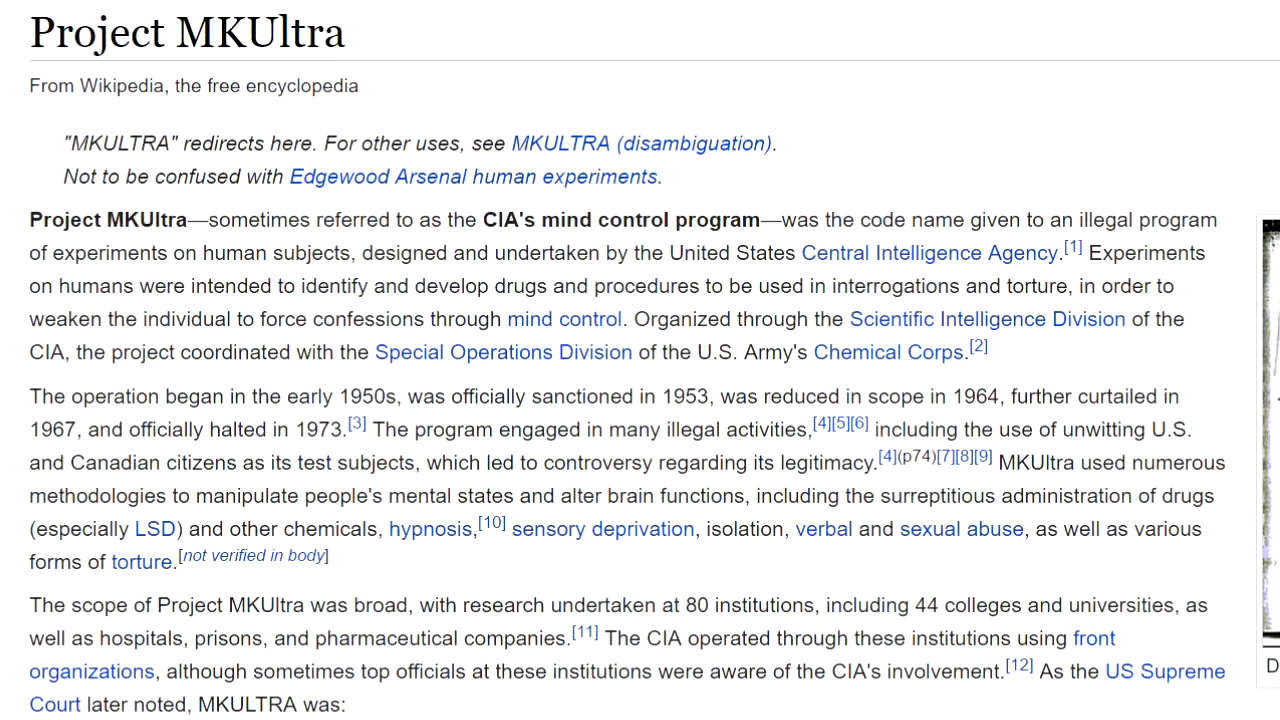 Project MKUltra
From Wikipedia, the free encyclopedia
"MKULTRA" redirects here. For other uses, see MKULTRA (disambiguation).
Not to be confused with Edgewood Arsenal human experiments.
Project MKUltra—sometimes referred to as the CIA's mind control program—was the code name given to an illegal program
of experiments on human subjects, designed and undertaken by the United States Central Intelligence Agency.[1] Experiments
on humans were intended to identify and develop drugs and procedures to be used in interrogations and torture, in order to
weaken the individual to force confessions through mind control. Organized through the Scientific Intelligence Division of the
CIA, the project coordinated with the Special Operations Division of the U.S. Army's Chemical Corps.[2]
The operation began in the early 1950s, was officially sanctioned in 1953, was reduced in scope in 1964, further curtailed in
1967, and officially halted in 1973.[3] The program engaged in many illegal activities,[4][5][6] including the use of unwitting U.S.
and Canadian citizens as its test subjects, which led to controversy regarding its legitimacy.[4](p74)[7][8][9] MKUltra used numerous
methodologies to manipulate people's mental states and alter brain functions, including the surreptitious administration of drugs
(especially LSD) and other chemicals, hypnosis,[10] sensory deprivation, isolation, verbal and sexual abuse, as well as various
forms of torture.[not verified in body]
The scope of Project MKUltra was broad, with research undertaken at 80 institutions, including 44 colleges and universities, as
well as hospitals, prisons, and pharmaceutical companies.[11] The CIA operated through these institutions using front
organizations, although sometimes top officials at these institutions were aware of the CIA's involvement.[12] As the US Supreme
Court later noted, MKULTRA was:
D